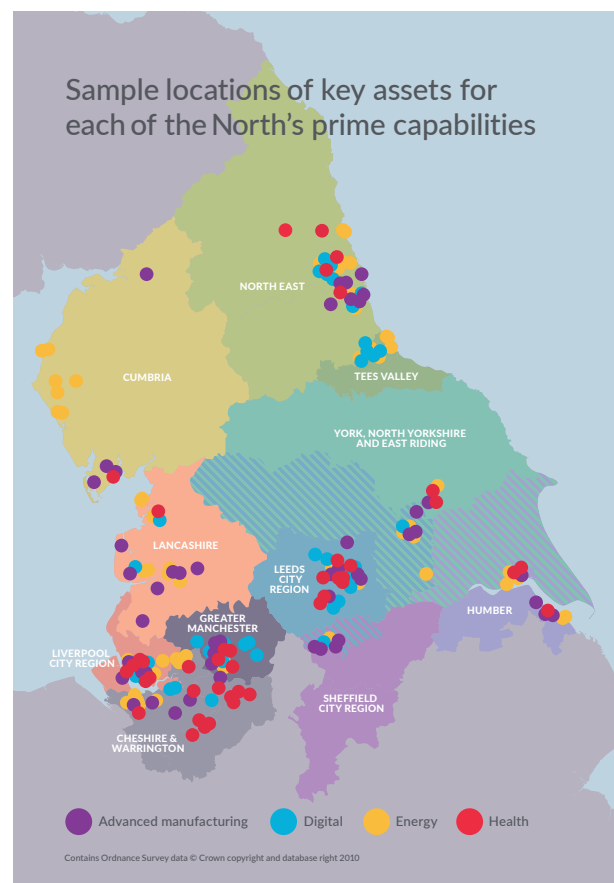 Sample locations of key assets for
each of the North's prime capabilities
NORTH EAST
TEES VALLEY
CUMBRIA
YORK, NORTH YORKSHIRE
AND EAST RIDING
LANCASHIRE
LEEDS
CITY
REGION
HUMBER
GREATER
MANCHESTER
LIVERPOOL
CITY REGION
SHEFFIELD
CITY REGION
CHESHIRE &
WARRINGTON
Advanced manufacturing
Digital
Energy
Health
Contains Ordnance Survey data © Crown copyright and database right 2010